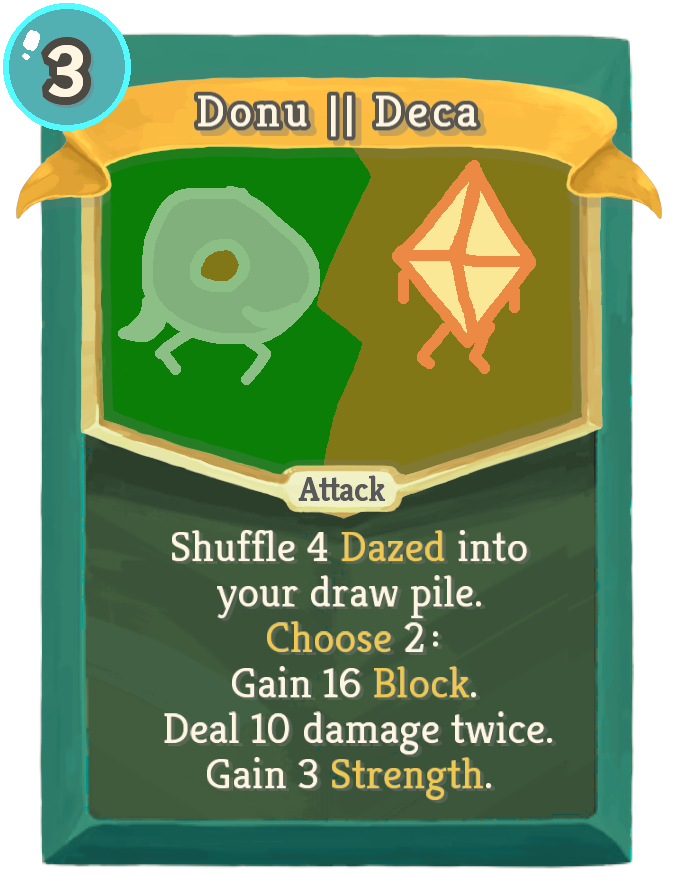 3
Donu || Deca
Attack
Shuffle 4 Dazed into
your draw pile.
Choose 2:
Gain 16 Block.
Deal 10 damage twice.
Gain 3 Strength.